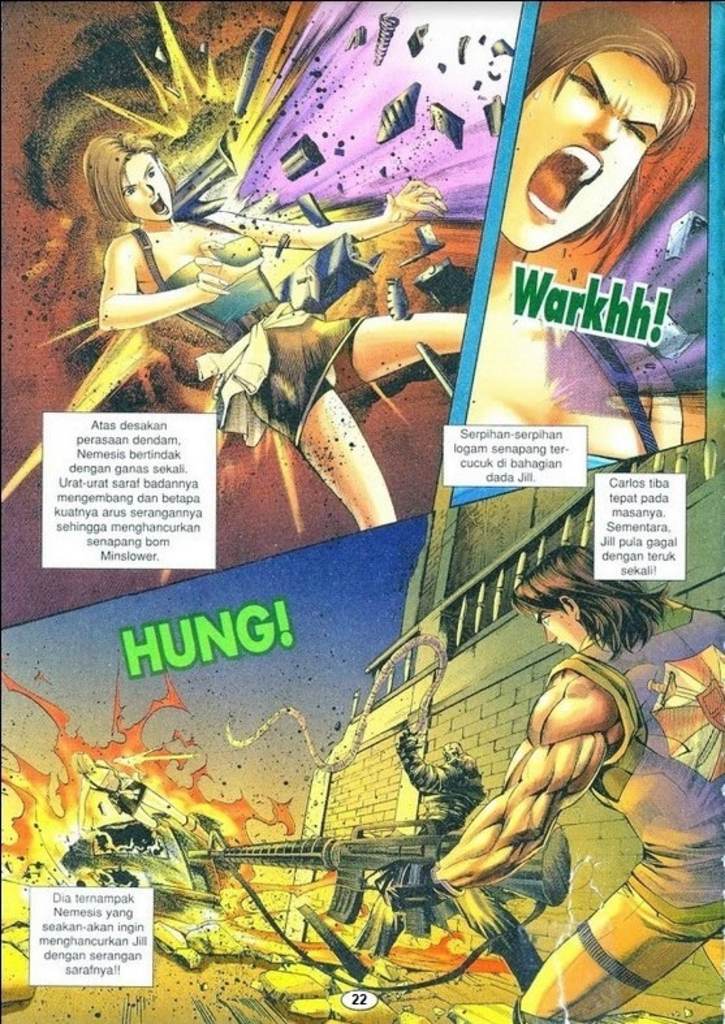 Warkhh!
Atas desakan
perasaan dendam,
Nemesis bertindak
dengan ganas sekali.
Urat-urat saraf badannya
mengembang dan betapa
kuatnya arus serangannya
sehingga menghancurkan
senapang bom
Minslower.
Serpihan-serpihan
logam senapang ter-
cucuk di bahagian
dada Jill.
Carlos tiba
tepat pada
masanya.
Sementara,
Jill pula gagal
dengan teruk
sekali!
HUNG!
Dia ternampak
Nemesis yang
seakan-akan ingin
menghancurkan Jill
dengan serangan
sarafnya!!
22